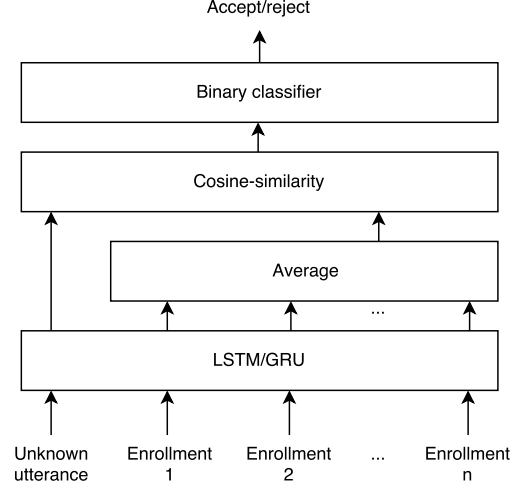 Accept/reject
Binary classifier
Cosine-similarity
Average
...
LSTM/GRU
Unknown utterance
Enrollment 1
Enrollment 2
...
Enrollment n